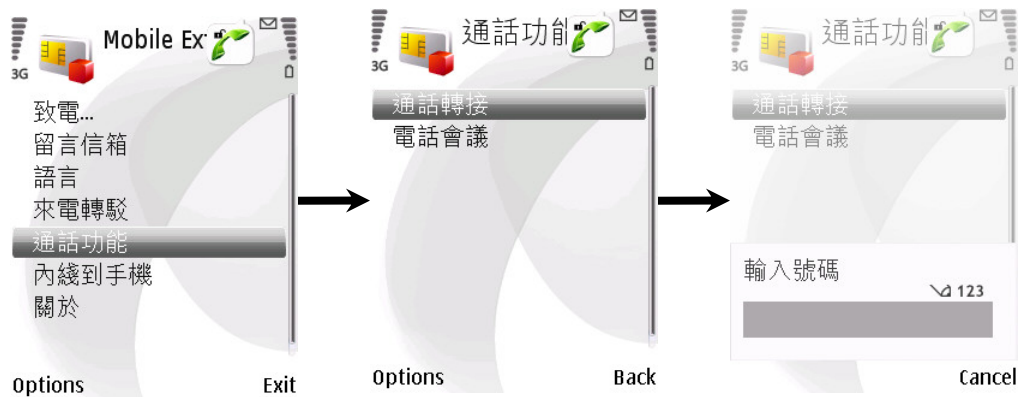 Mobile Ex
3G
致電...
留言信箱
語言
來電轉駁
通話功能
內綫到手機
關於
Options
Exit
通話功能
3G
通話轉接
電話會議
Options
Back
通話功能
3G
通話轉接
電話會議
輸入號碼
123
Cancel